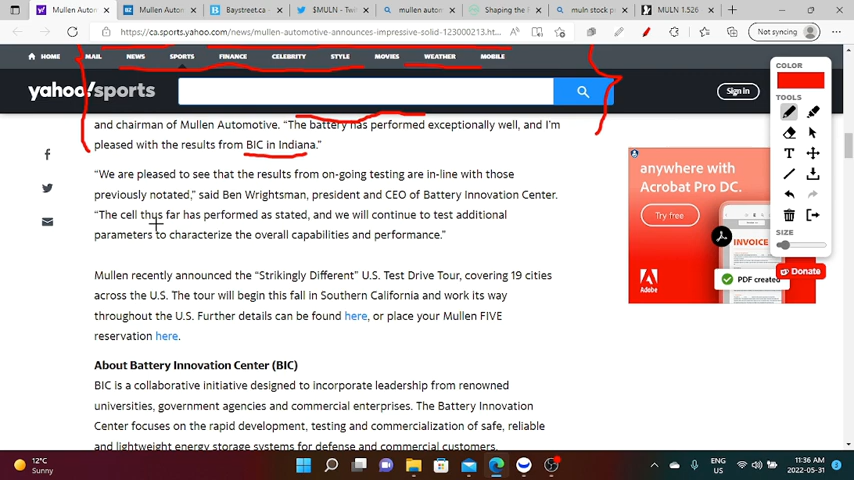 Mullen Auton
Mullen Autom
Baystreet.ca -
$MULN - Twi
mullen autom
Shaping the F
muln stock p
MULN 1.526
https://ca.sports.yahoo.com/news/mullen-automotive-announces-impressive-solid-123000213.ht...
Not syncing
HOME MAIL NEWS SPORTS FINANCE CELEBRITY STYLE MOVIES WEATHER MOBILE
yahoo!sports
Sign in
COLOR
TOOLS
T
SIZE
Donate
and chairman of Mullen Automotive. “The battery has performed exceptionally well, and I’m
pleased with the results from BIC in Indiana.”
“We are pleased to see that the results from on-going testing are in-line with those
previously notated,” said Ben Wrightsman, president and CEO of Battery Innovation Center.
“The cell thus far has performed as stated, and we will continue to test additional
parameters to characterize the overall capabilities and performance.”
Mullen recently announced the “Strikingly Different” U.S. Test Drive Tour, covering 19 cities
across the U.S. The tour will begin this fall in Southern California and work its way
throughout the U.S. Further details can be found here, or place your Mullen FIVE
reservation here.
About Battery Innovation Center (BIC)
BIC is a collaborative initiative designed to incorporate leadership from renowned
universities, government agencies and commercial enterprises. The Battery Innovation
Center focuses on the rapid development, testing and commercialization of safe, reliable
and lightweight energy storage systems for defense and commercial customers.
anywhere with
Acrobat Pro DC.
Try free
INVOICE
PDF created
Adobe
12°C
Sunny
ENG
US
11:36 AM
2022-05-31